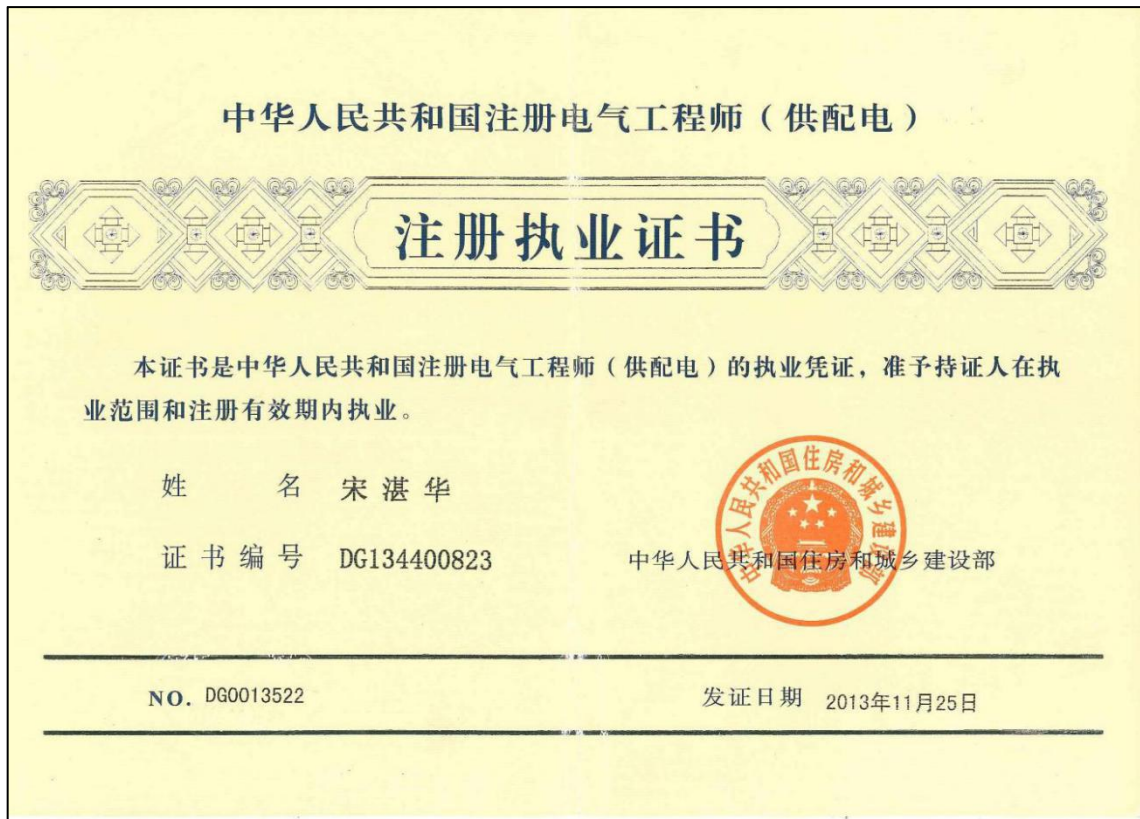 中华人民共和国注册电气工程师（供配电）
注册执业证书
本证书是中华人民共和国注册电气工程师（供配电）的执业凭证，准予持证人在执
业范围和注册有效期内执业。
姓 名 宋湛华
证书编号 DG134400823
中华人民共和国住房和城乡建设部
中华人民共和国住房和城乡建设部
NO. DG0013522
发证日期 2013年11月25日